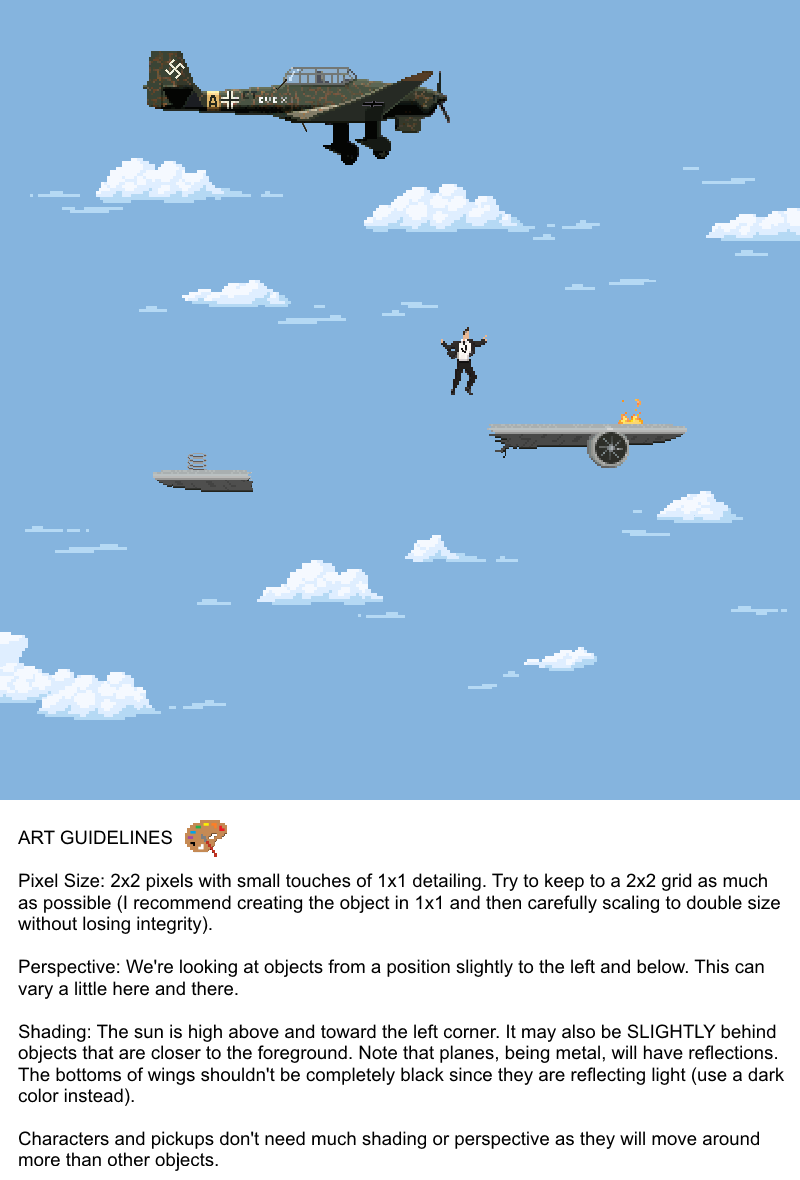 A
CT
ART GUIDELINES
Pixel Size: 2x2 pixels with small touches of 1x1 detailing. Try to keep to a 2x2 grid as much
as possible (I recommend creating the object in 1x1 and then carefully scaling to double size
without losing integrity).
Perspective: We're looking at objects from a position slightly to the left and below. This can
vary a little here and there.
Shading: The sun is high above and toward the left corner. It may also be SLIGHTLY behind
objects that are closer to the foreground. Note that planes, being metal, will have reflections.
The bottoms of wings shouldn't be completely black since they are reflecting light (use a dark
color instead).
Characters and pickups don't need much shading or perspective as they will move around
more than other objects.